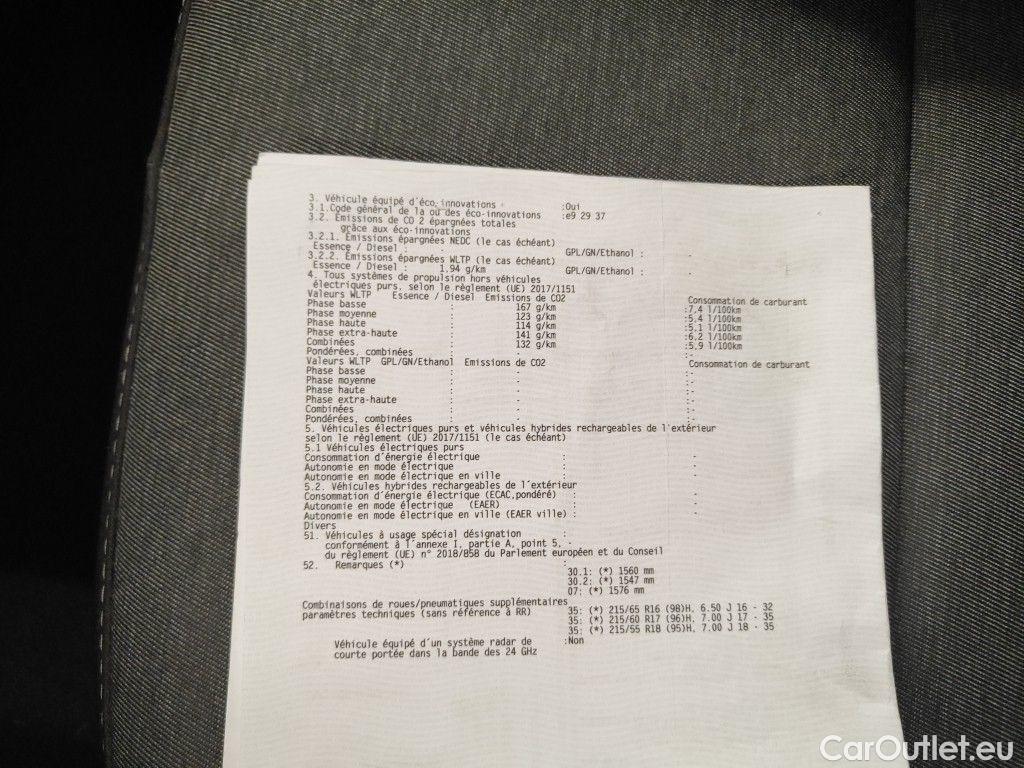 3. Véhicule équipé d'éco-innovations :Oui
3.1.Code général de la ou des éco-innovations :e9 29 37
3.2. Emissions de CO 2 épargnées totales
grâce aux éco-innovations
3.2.1. Emissions épargnées NEDC (le cas échéant)
Essence / Diesel : - GPL/GN/Ethanol : -
3.2.2. Emissions épargnées WLTP (le cas échéant)
Essence / Diesel : 1.94 g/km GPL/GN/Ethanol : -
4. Tous systèmes de propulsion hors véhicules
électriques purs, selon le règlement (UE) 2017/1151
Valeurs WLTP Essence / Diesel Emissions de CO2 Consommation de carburant
Phase basse : 167 g/km :7.4 l/100km
Phase moyenne : 123 g/km :5.4 l/100km
Phase haute : 114 g/km :5.1 l/100km
Phase extra-haute : 141 g/km :6.2 l/100km
Combinées : 132 g/km :5.9 l/100km
Pondérées, combinées : - :-
Valeurs WLTP GPL/GN/Ethanol Emissions de CO2 Consommation de carburant
Phase basse : - :-
Phase moyenne : - :-
Phase haute : - :-
Phase extra-haute : - :-
Combinées : - :-
Pondérées, combinées : - :-
5. Véhicules électriques purs et véhicules hybrides rechargeables de l'extérieur
selon le règlement (UE) 2017/1151 (le cas échéant)
5.1 Véhicules électriques purs
Consommation d'énergie électrique : -
Autonomie en mode électrique : -
Autonomie en mode électrique en ville : -
5.2. Véhicules hybrides rechargeables de l'extérieur
Consommation d'énergie électrique (ECAC,pondéré) : -
Autonomie en mode électrique (EAER) : -
Autonomie en mode électrique en ville (EAER ville) : -
Divers
51. Véhicules à usage spécial désignation :
conformément à l'annexe I, partie A, point 5, -
du règlement (UE) n° 2018/858 du Parlement européen et du Conseil
52. Remarques (*) :
30.1: (*) 1560 mm
30.2: (*) 1547 mm
07: (*) 1576 mm
Combinaisons de roues/pneumatiques supplémentaires :
paramètres techniques (sans référence à RR) 35: (*) 215/65 R16 (98)H, 6.50 J 16 - 32
35: (*) 215/60 R17 (96)H, 7.00 J 17 - 35
35: (*) 215/55 R18 (95)H, 7.00 J 18 - 35
Véhicule équipé d'un système radar de :Non
courte portée dans la bande des 24 GHz
CarOutlet.eu